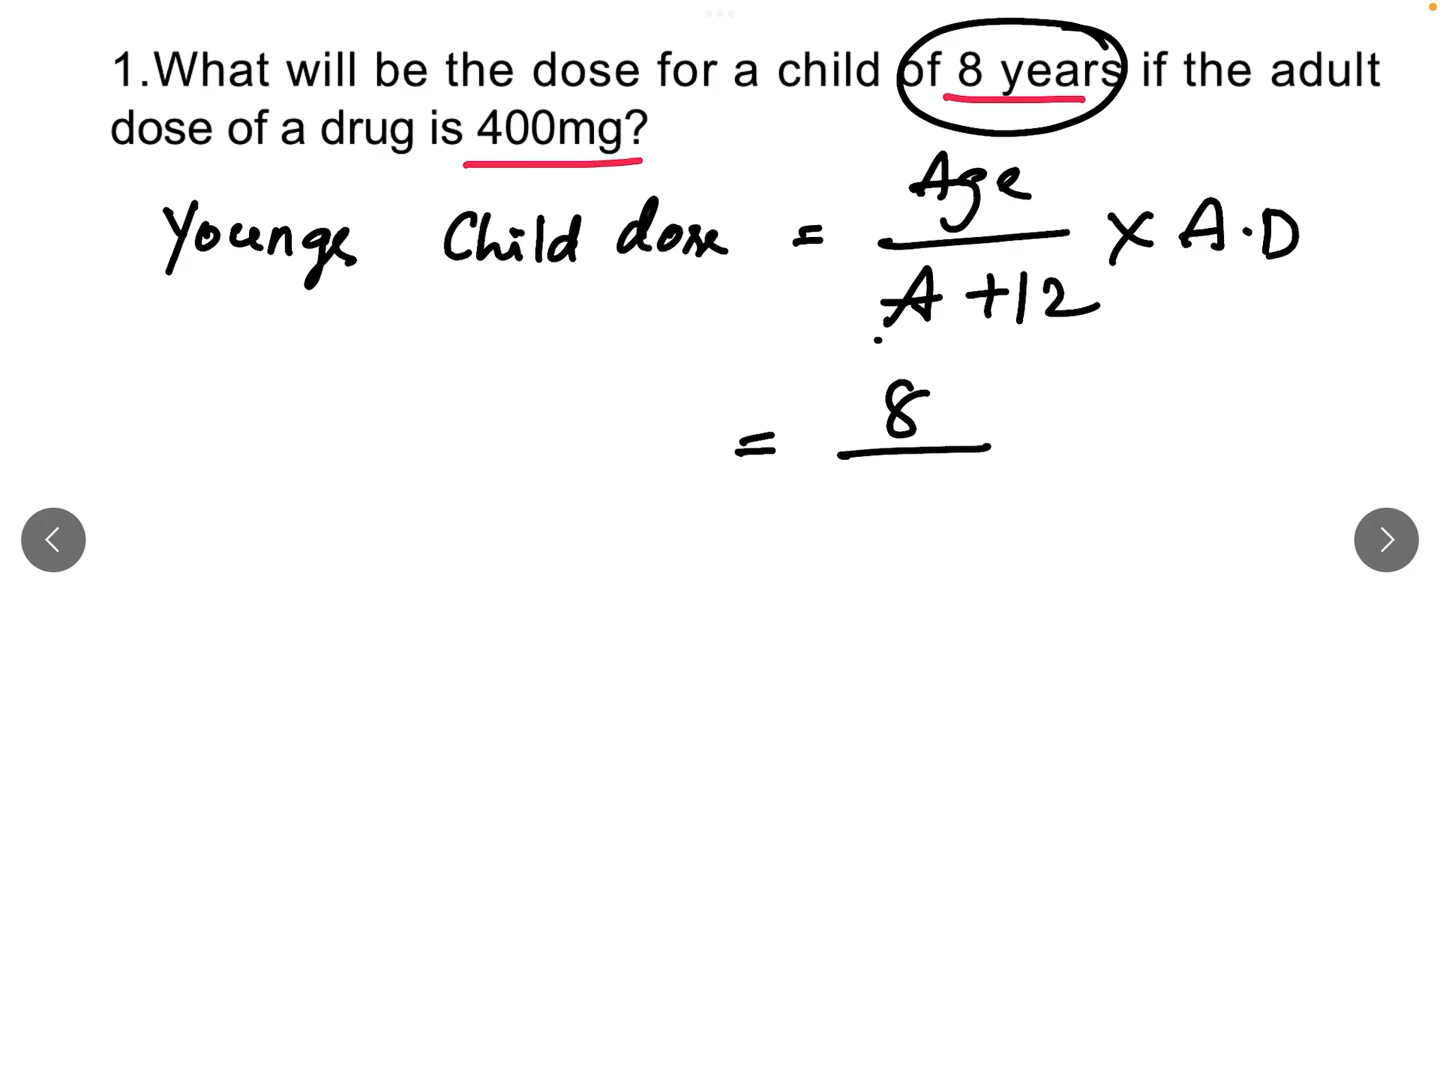 1.What will be the dose for a child of 8 years if the adult
dose of a drug is 400mg?
Younge Child dose = Age / A +12 X A.D
= 8